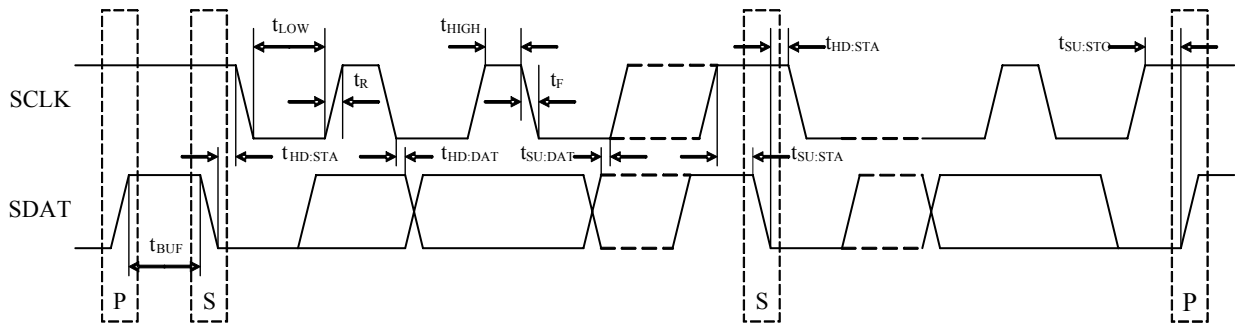 tLOW
tHIGH
tHD:STA
tSU:STO
tR
tF
SCLK
tHD:STA
tHD:DAT
tSU:DAT
tSU:STA
SDAT
tBUF
P
S
S
P